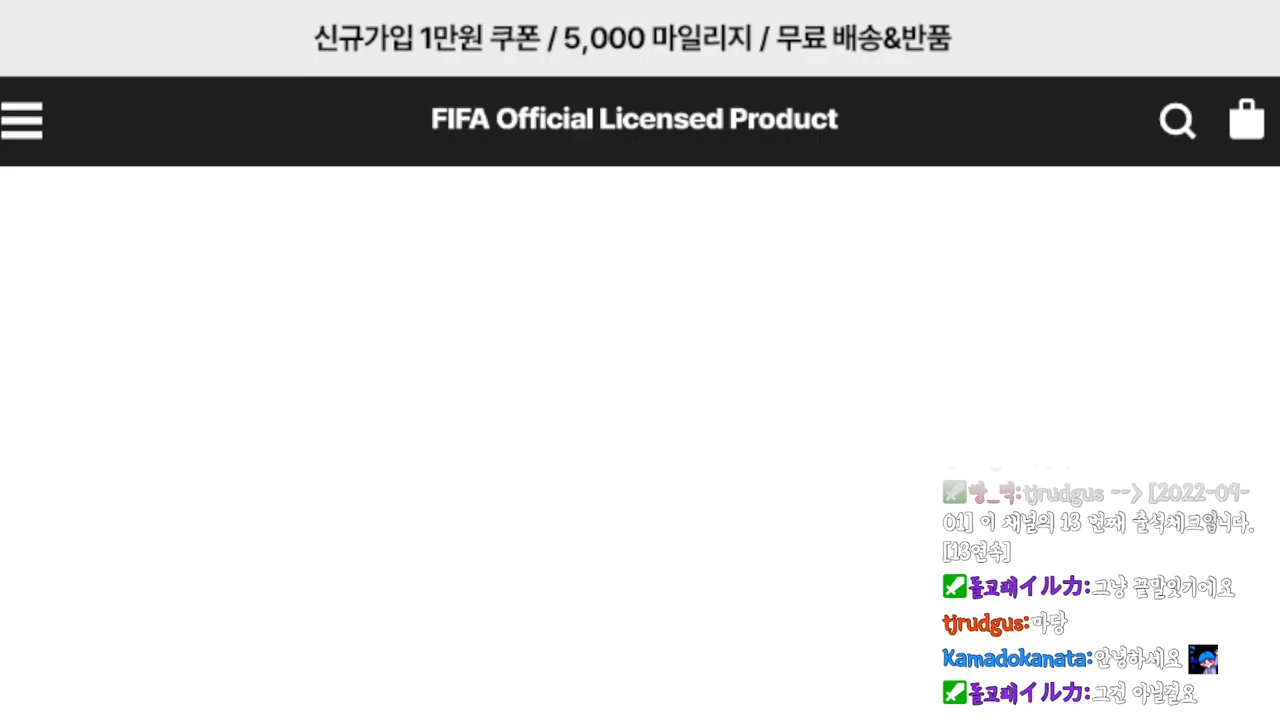 신규가입 1만원 쿠폰 / 5,000 마일리지 / 무료 배송&반품
FIFA Official Licensed Product
빵_떡:tjrudgus --> [2022-09-
01] 이 채널의 13 번째 출석체크입니다.
[13연속]
돌고래イルカ:그냥 끝말잇기에요
tjrudgus:마당
Kamadokanata:안녕하세요
돌고래イルカ:그건 아닐걸요